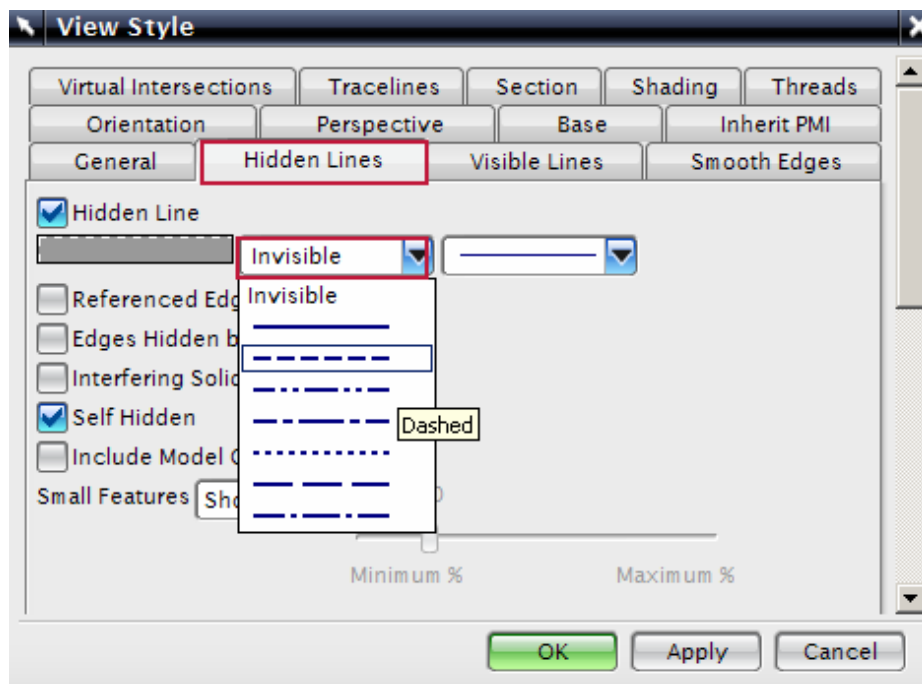 View Style
Virtual Intersections Tracelines Section Shading Threads
Orientation Perspective Base Inherit PMI
General Hidden Lines Visible Lines Smooth Edges
Hidden Line
Invisible
Invisible
Referenced Edg
Edges Hidden b
Interfering Solid
Self Hidden
Dashed
Include Model
Small Features Sho
Minimum % Maximum %
OK Apply Cancel